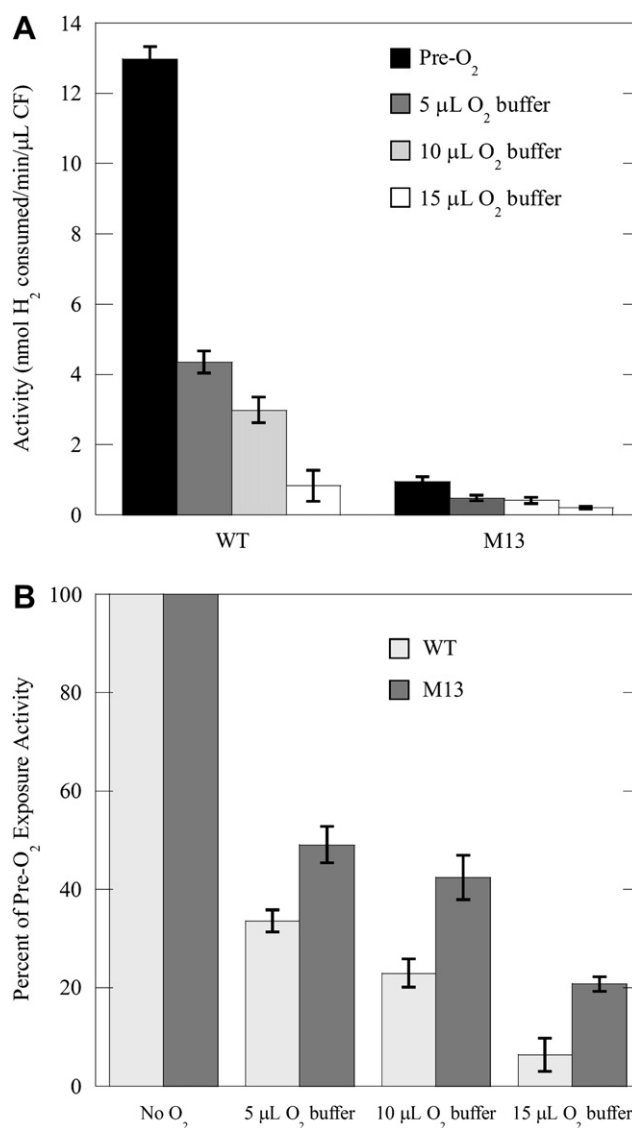 A
Activity (nmol H₂ consumed/min/μL CF)
14
12
10
8
6
4
2
0
Pre-O₂
5 μL O₂ buffer
10 μL O₂ buffer
15 μL O₂ buffer
WT
M13
B
Percent of Pre-O₂ Exposure Activity
100
80
60
40
20
0
WT
M13
No O₂
5 μL O₂ buffer
10 μL O₂ buffer
15 μL O₂ buffer